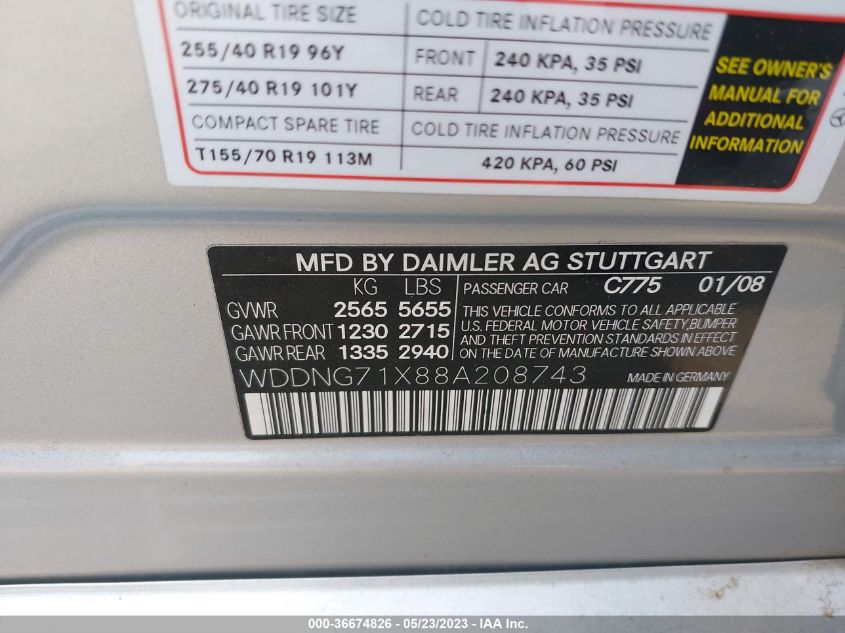 ORIGINAL TIRE SIZE COLD TIRE INFLATION PRESSURE
255/40 R19 96Y FRONT 240 KPA, 35 PSI
275/40 R19 101Y REAR 240 KPA, 35 PSI
COMPACT SPARE TIRE COLD TIRE INFLATION PRESSURE
T155/70 R19 113M 420 KPA, 60 PSI
SEE OWNER'S
MANUAL FOR
ADDITIONAL
INFORMATION
MFD BY DAIMLER AG STUTTGART
KG LBS PASSENGER CAR C775 01/08
GVWR 2565 5655
GAWR FRONT 1230 2715
GAWR REAR 1335 2940
THIS VEHICLE CONFORMS TO ALL APPLICABLE
U.S. FEDERAL MOTOR VEHICLE SAFETY,BUMPER
AND THEFT PREVENTION STANDARDS IN EFFECT
ON THE DATE OF MANUFACTURE SHOWN ABOVE
WDDNG71X88A208743 MADE IN GERMANY
000-36674826 - 05/23/2023 - IAA Inc.